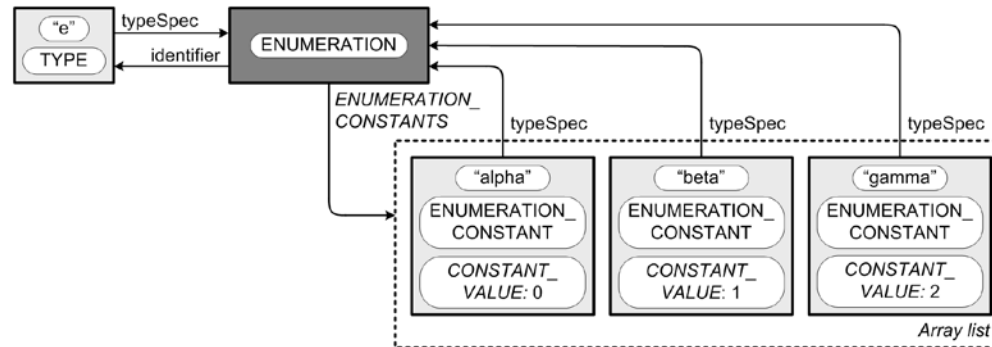 "e"
typeSpec
TYPE
identifier
ENUMERATION
ENUMERATION_
CONSTANTS
typeSpec
typeSpec
typeSpec
"alpha"
ENUMERATION_
CONSTANT
CONSTANT_
VALUE: 0
"beta"
ENUMERATION_
CONSTANT
CONSTANT_
VALUE: 1
"gamma"
ENUMERATION_
CONSTANT
CONSTANT_
VALUE: 2
Array list